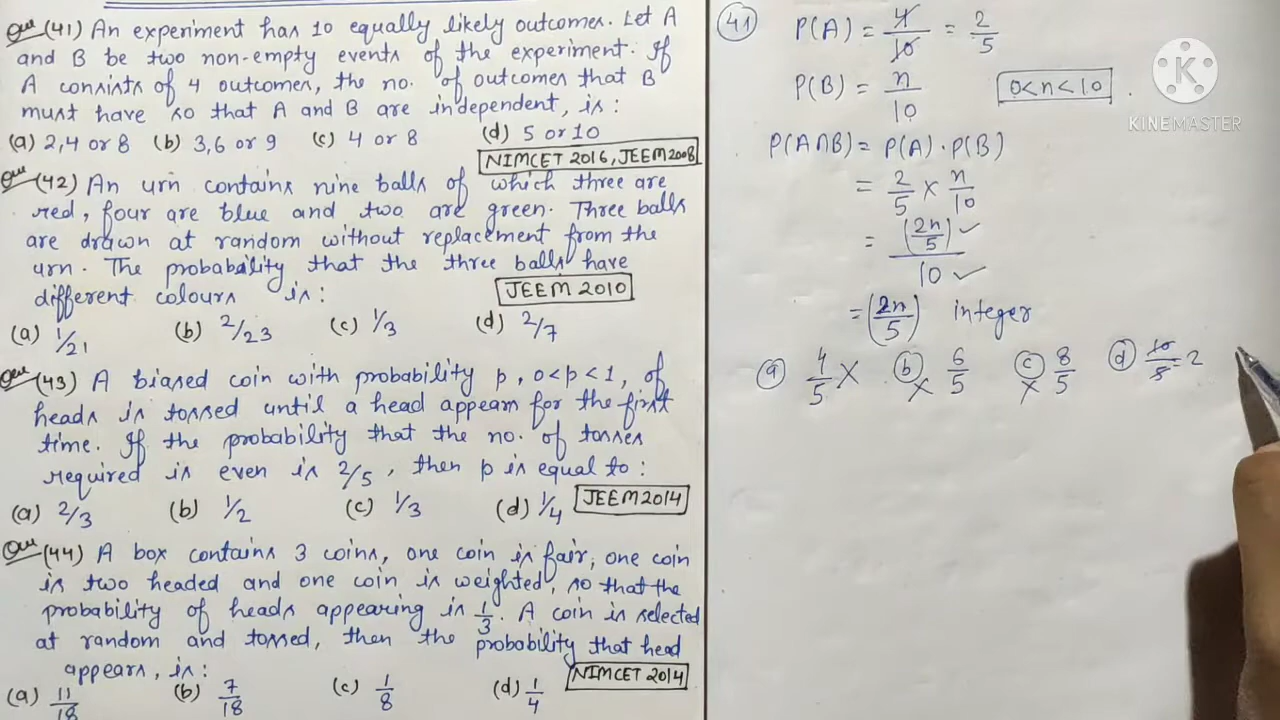 Que (41) An experiment has 10 equally likely outcomes. Let A
and B be two non-empty events of the experiment. If
A consists of 4 outcomes, the no. of outcomes that B
must have so that A and B are independent, is:
(a) 2,4 or 8 (b) 3,6 or 9 (c) 4 or 8 (d) 5 or 10
NIMCET 2016, JEEM 2008
Que (42) An urn contains nine balls of which three are
red, four are blue and two are green. Three balls
are drawn at random without replacement from the
urn. The probability that the three balls have
different colours is:
JEEM 2010
(a) 1/21 (b) 2/23 (c) 1/3 (d) 2/7
Que (43) A biased coin with probability p, 0<p<1, of
heads is tossed until a head appears for the first
time. If the probability that the no. of tosses
required is even is 2/5, then p is equal to:
(a) 2/3 (b) 1/2 (c) 1/3 (d) 1/4 JEEM 2014
Que (44) A box contains 3 coins, one coin is fair, one coin
is two headed and one coin is weighted, so that the
probability of heads appearing is 1/3. A coin is selected
at random and tossed, then the probability that head
appears, is:
NIMCET 2014
(a) 11/18 (b) 7/18 (c) 1/8 (d) 1/4
(41) P(A) = 4/10 = 2/5
P(B) = n/10 0<n<10.
P(A∩B) = P(A).P(B)
= 2/5 × n/10
= (2n/5)✓/10✓
= (2n/5) integer
(a) 4/5 × (b) × 6/5 (c) × 8/5 (d) 10/5 = 2
K
KINEMASTER